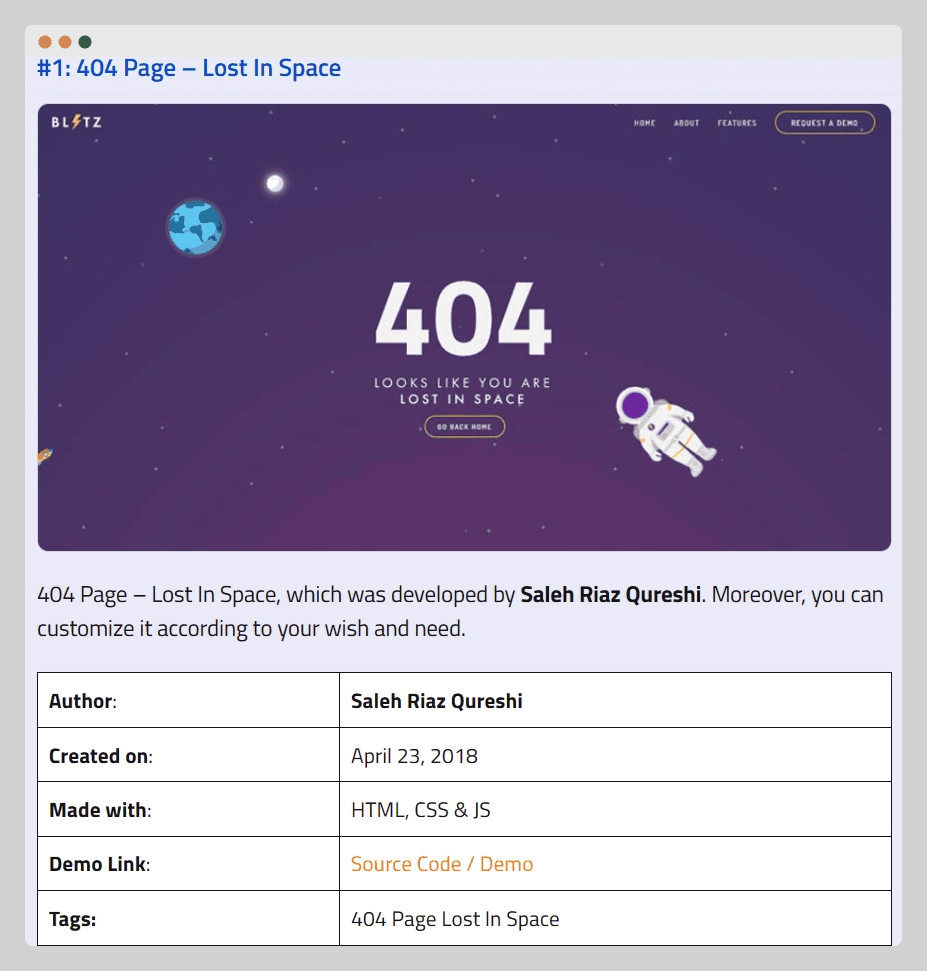 #1: 404 Page – Lost In Space
BLITZ
HOME ABOUT FEATURES REQUEST A DEMO
404
LOOKS LIKE YOU ARE
LOST IN SPACE
GO BACK HOME
404 Page – Lost In Space, which was developed by Saleh Riaz Qureshi. Moreover, you can
customize it according to your wish and need.
Author: Saleh Riaz Qureshi
Created on: April 23, 2018
Made with: HTML, CSS & JS
Demo Link: Source Code / Demo
Tags: 404 Page Lost In Space